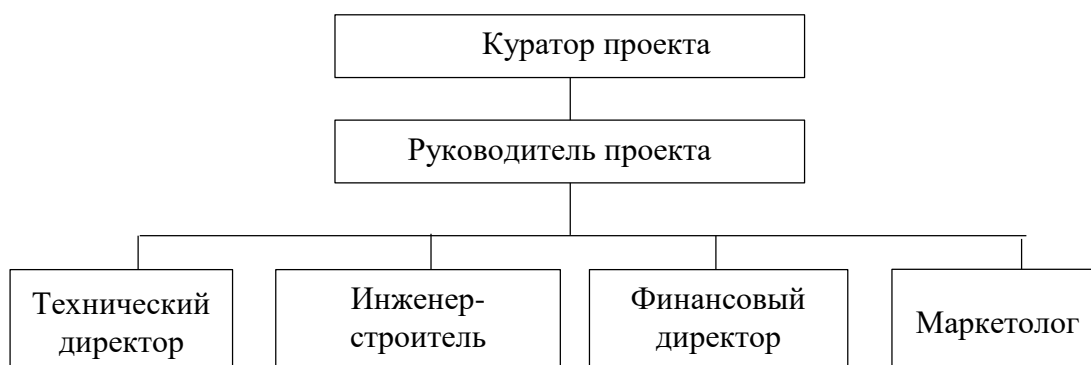 Куратор проекта
Руководитель проекта
Технический
директор
Инженер-
строитель
Финансовый
директор
Маркетолог